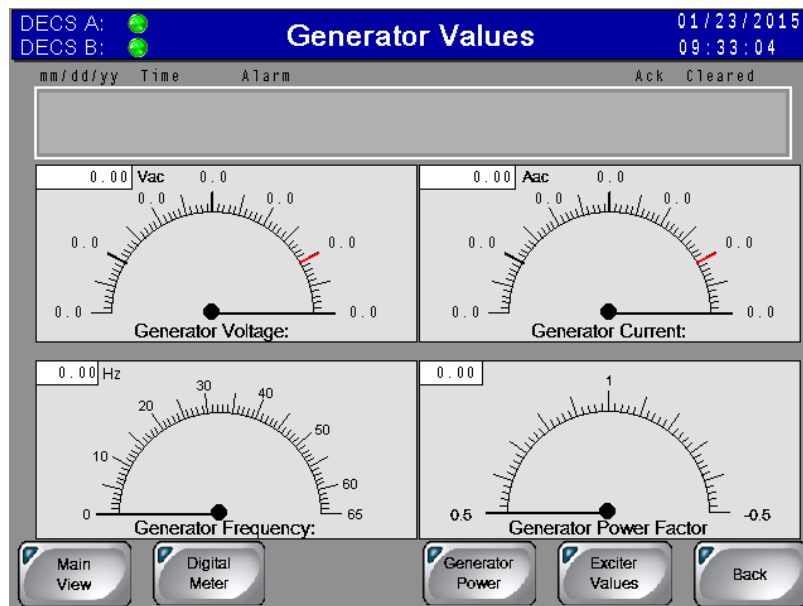 DECS A:
DECS B:
Generator Values
01/23/2015
09:33:04
mm/dd/yy Time Alarm Ack Cleared
0.00 Vac 0.0
0.0 0.0
0.0 0.0
0.0 0.0
Generator Voltage:
0.00 Aac 0.0
0.0 0.0
0.0 0.0
0.0 0.0
Generator Current:
0.00 Hz
30 40
20 50
10 60
0 65
Generator Frequency:
0.00
1
0.5 -0.5
Generator Power Factor
Main View
Digital Meter
Generator Power
Exciter Values
Back